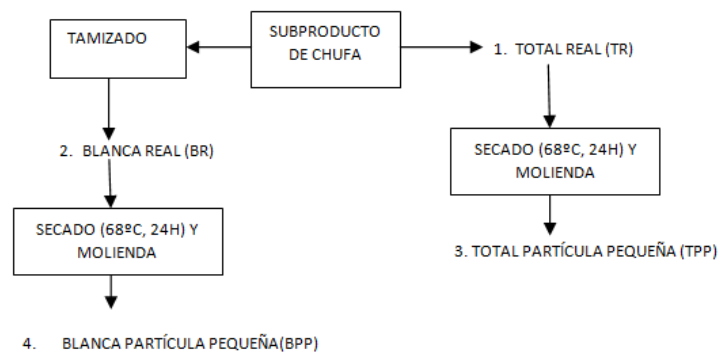 TAMIZADO
SUBPRODUCTO
DE CHUFA
1. TOTAL REAL (TR)
2. BLANCA REAL (BR)
SECADO (68ºC, 24H) Y
MOLIENDA
SECADO (68ºC, 24H) Y
MOLIENDA
3. TOTAL PARTÍCULA PEQUEÑA (TPP)
4. BLANCA PARTÍCULA PEQUEÑA(BPP)